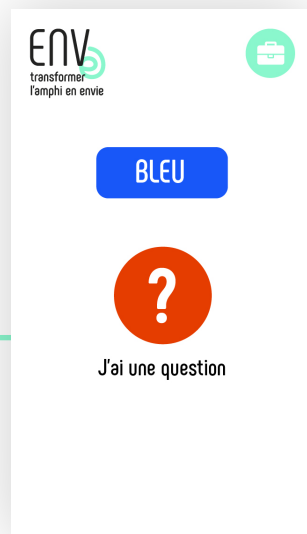 ENV
transformer
l'amphi en envie
BLEU
?
J'ai une question